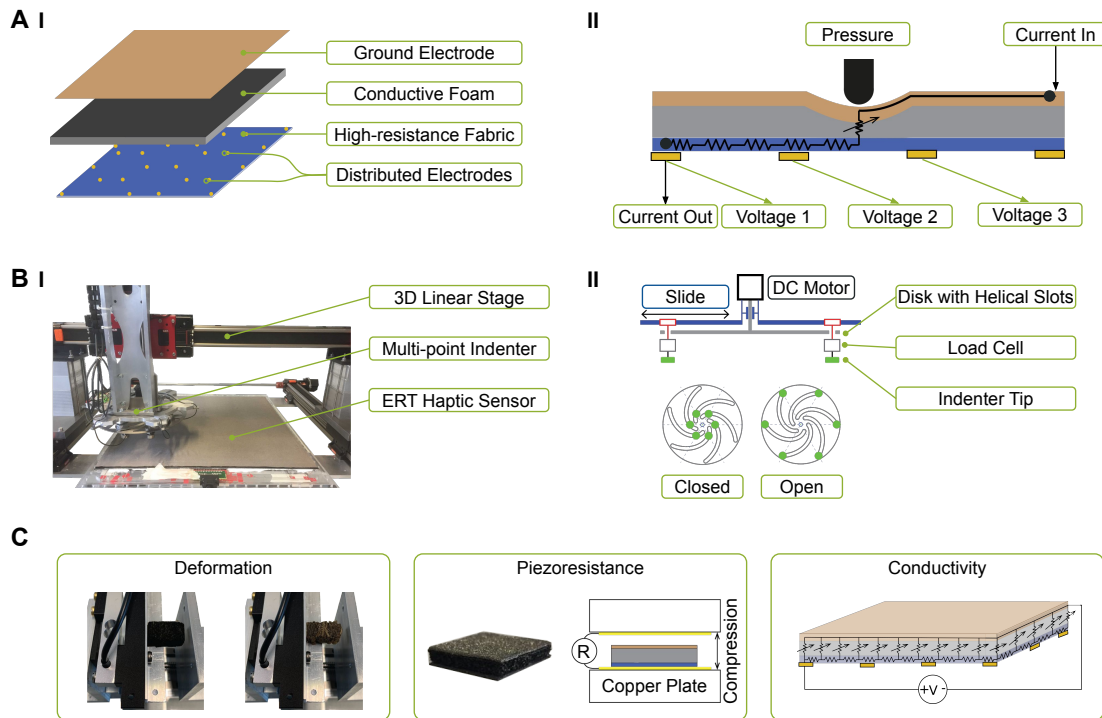 A I
Ground Electrode
Conductive Foam
High-resistance Fabric
Distributed Electrodes
II
Pressure
Current In
Current Out
Voltage 1
Voltage 2
Voltage 3
B I
3D Linear Stage
Multi-point Indenter
ERT Haptic Sensor
II
Slide
DC Motor
Disk with Helical Slots
Load Cell
Indenter Tip
Closed
Open
C
Deformation
Piezoresistance
R
Copper Plate
Compression
Conductivity
+V-